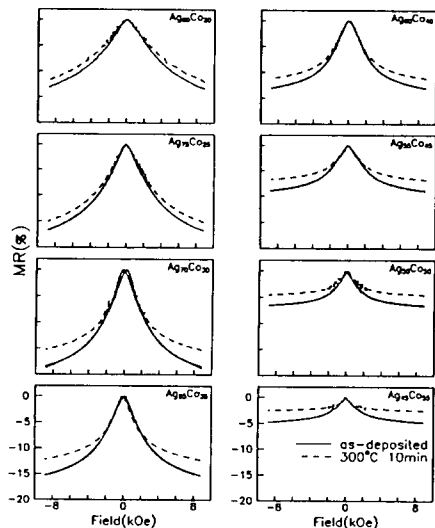 Ag80Co20
Ag60Co40
Ag75Co25
Ag55Co45
Ag70Co30
Ag50Co50
MR(%)
Ag65Co35
0
-5
-10
-15
-20
-8 0 8
Field(kOe)
Ag45Co55
0
-5
-10
-15
-20
as-deposited
300°C 10min
-8 0 8
Field(kOe)